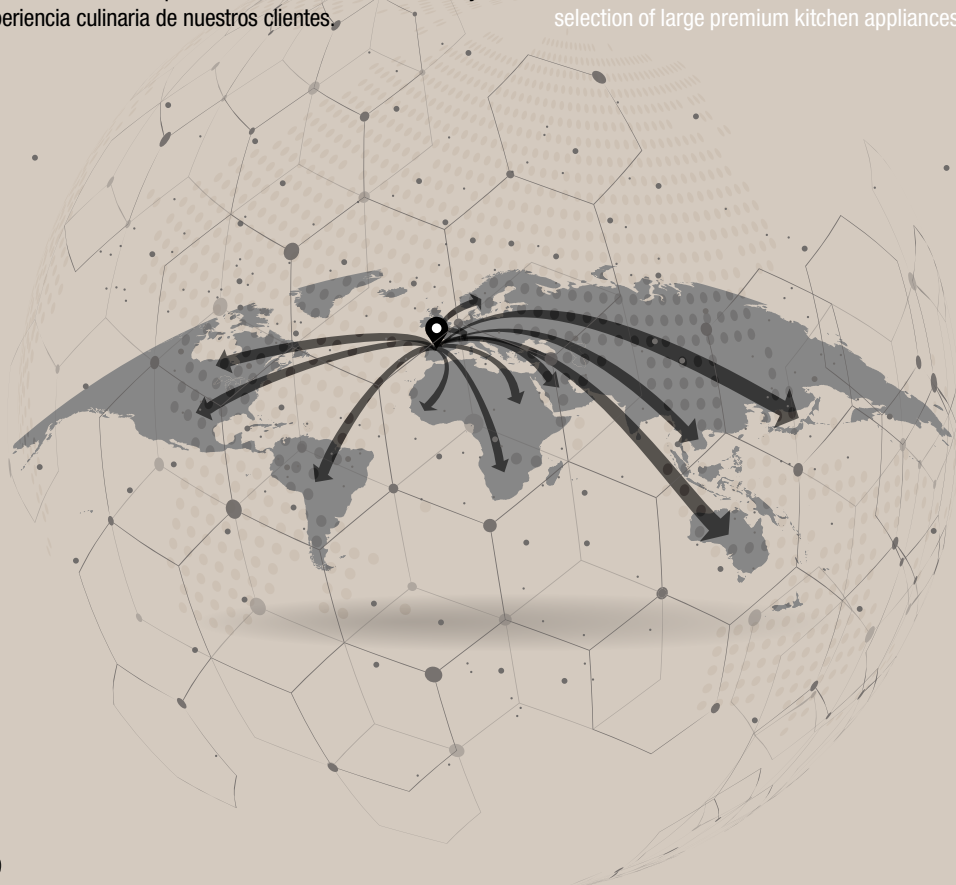 periencia culinaria de nuestros clientes.
selection of large premium kitchen appliances